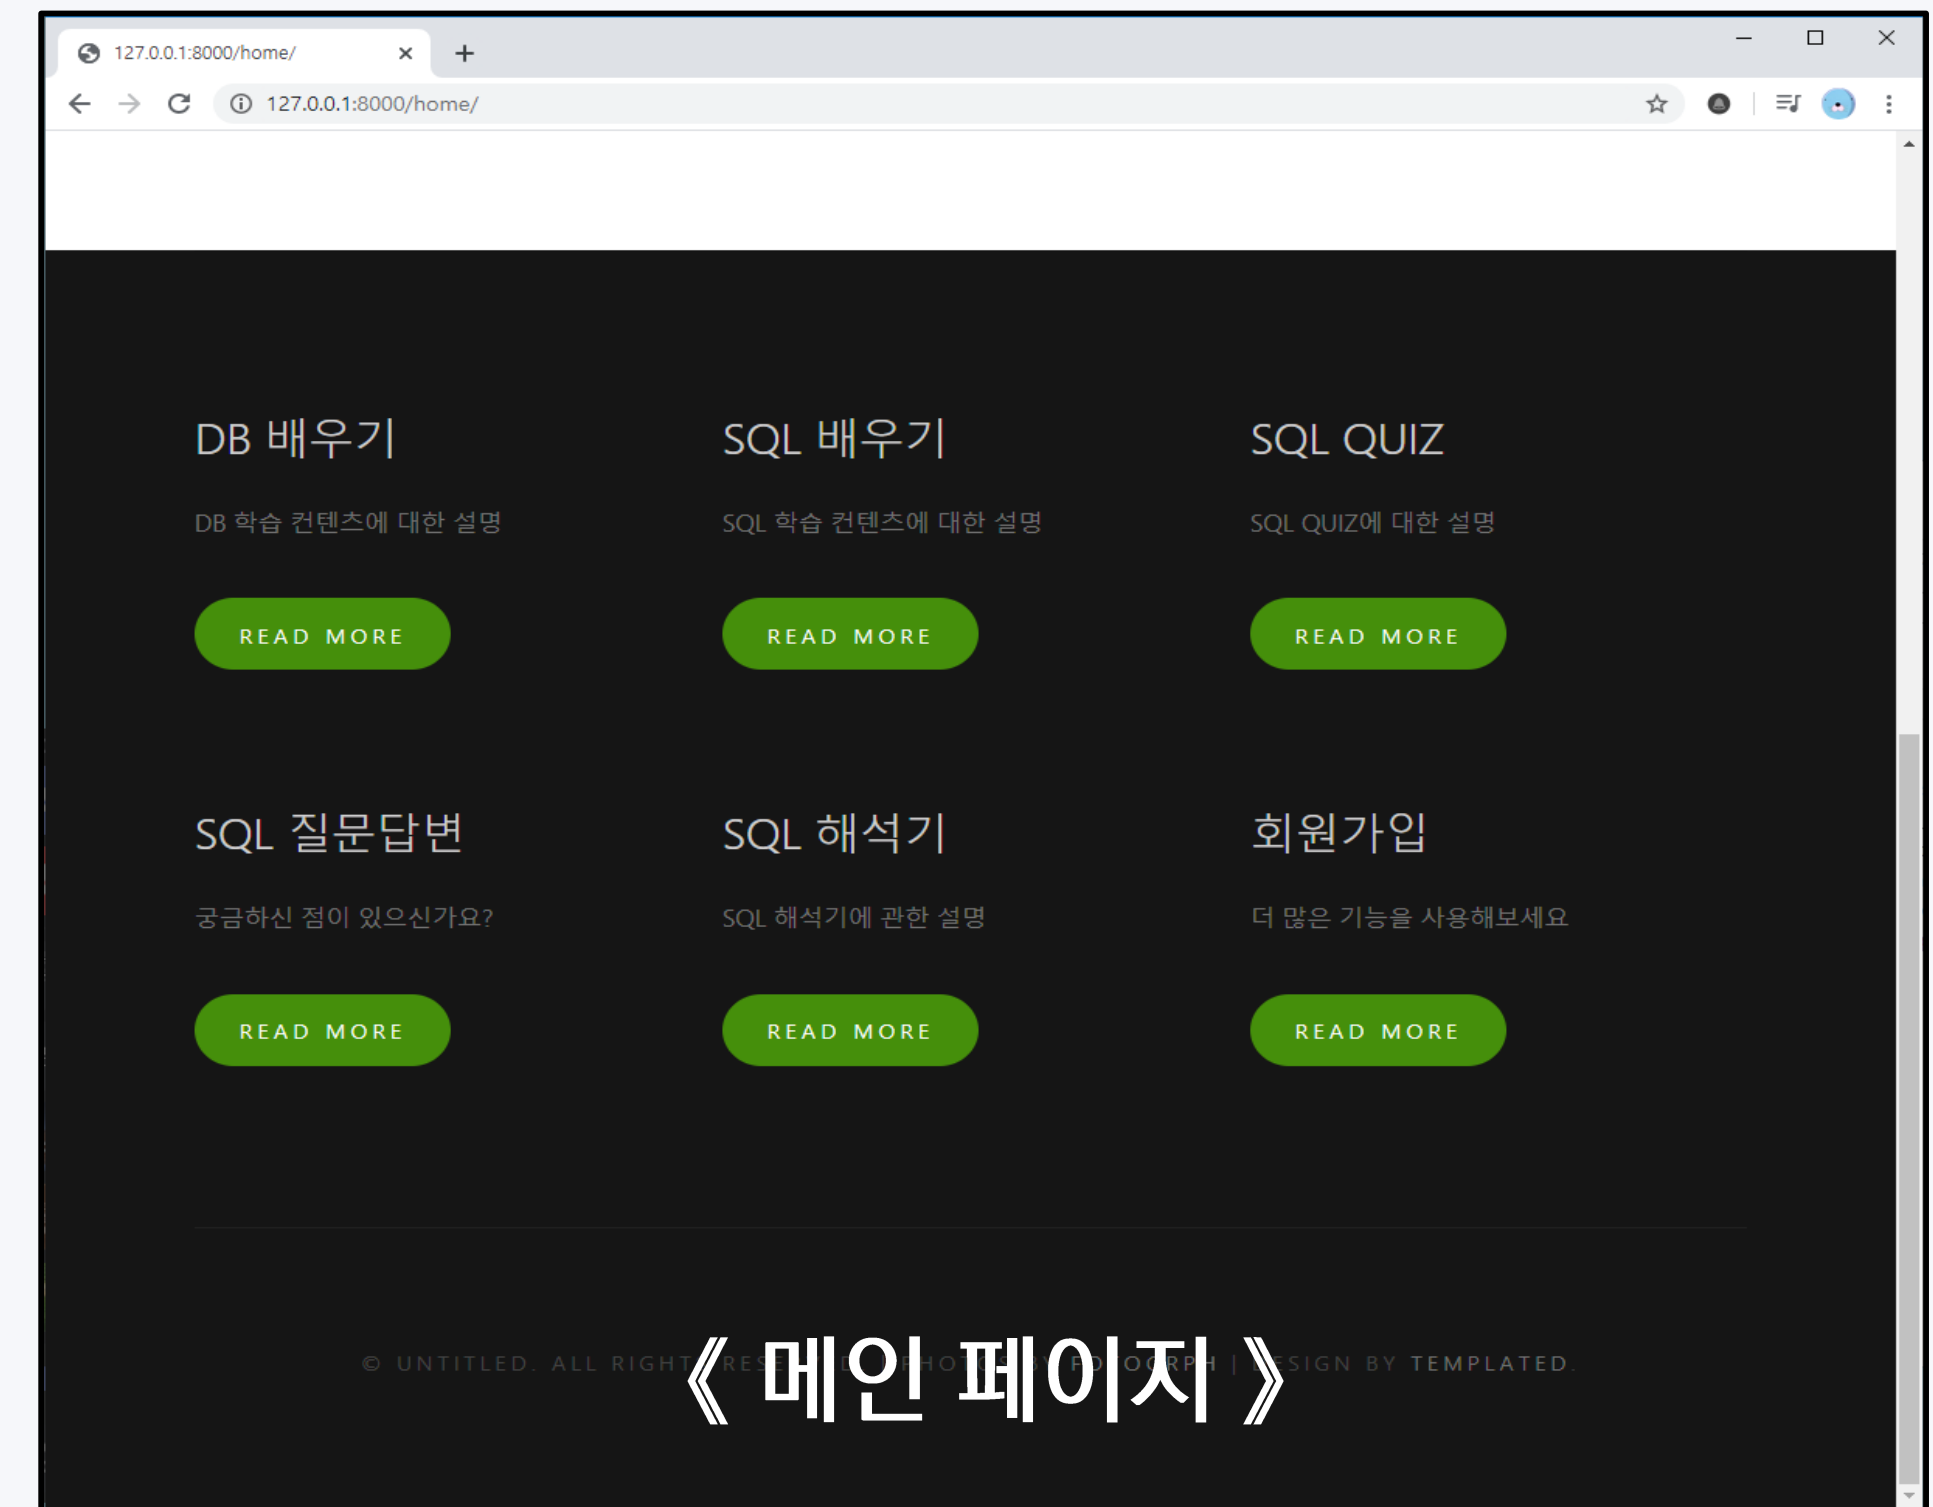 127.0.0.1:8000/home/
127.0.0.1:8000/home/
DB 배우기
SQL 배우기
SQL QUIZ
DB 학습 컨텐츠에 대한 설명
SQL 학습 컨텐츠에 대한 설명
SQL QUIZ에 대한 설명
READ MORE
READ MORE
READ MORE
SQL 질문답변
SQL 해석기
회원가입
궁금하신 점이 있으신가요?
SQL 해석기에 관한 설명
더 많은 기능을 사용해보세요
READ MORE
READ MORE
READ MORE
© UNTITLED. ALL | BY TEMPLATED.
《 메인 페이지 》